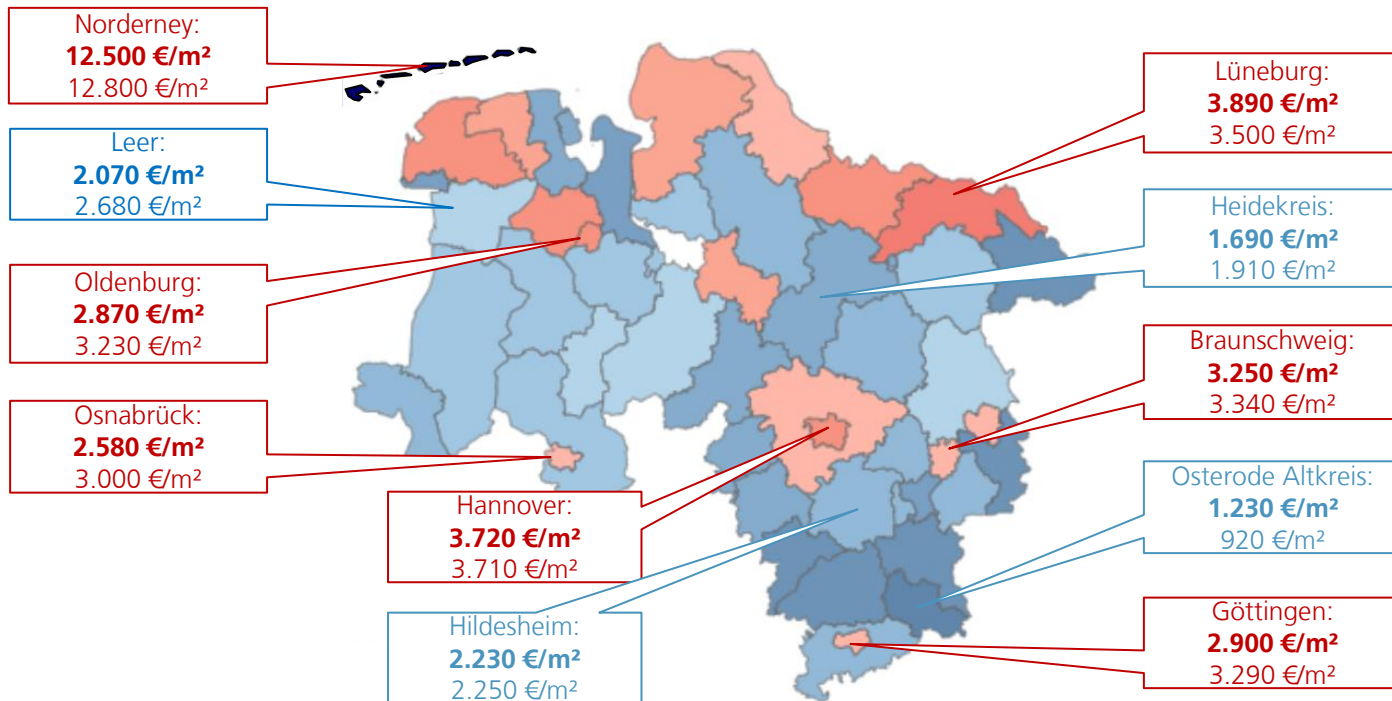 Norderney:
12.500 €/m²
12.800 €/m²
Leer:
2.070 €/m²
2.680 €/m²
Oldenburg:
2.870 €/m²
3.230 €/m²
Osnabrück:
2.580 €/m²
3.000 €/m²
Hannover:
3.720 €/m²
3.710 €/m²
Hildesheim:
2.230 €/m²
2.250 €/m²
Lüneburg:
3.890 €/m²
3.500 €/m²
Heidekreis:
1.690 €/m²
1.910 €/m²
Braunschweig:
3.250 €/m²
3.340 €/m²
Osterode Altkreis:
1.230 €/m²
920 €/m²
Göttingen:
2.900 €/m²
3.290 €/m²